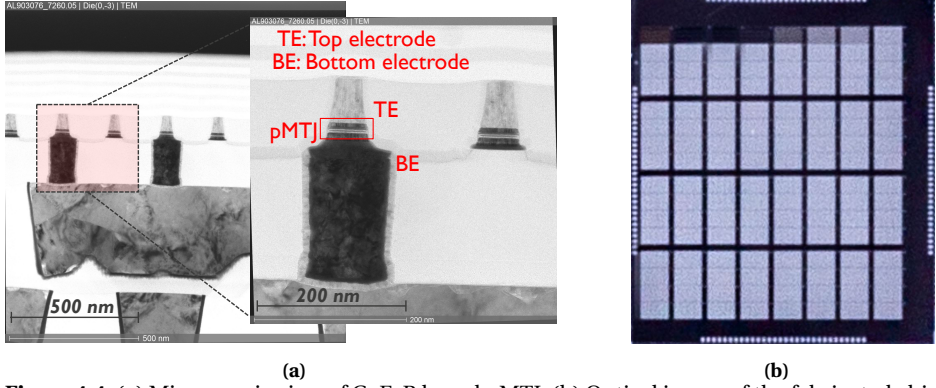 AL903076_7260.05 | Die(0,-3) | TEM
AL903076_7260.05 | Die(0,-3) | TEM
TE: Top electrode
BE: Bottom electrode
TE
pMTJ
BE
200 nm
200 nm
500 nm
500 nm
(a)
(b)